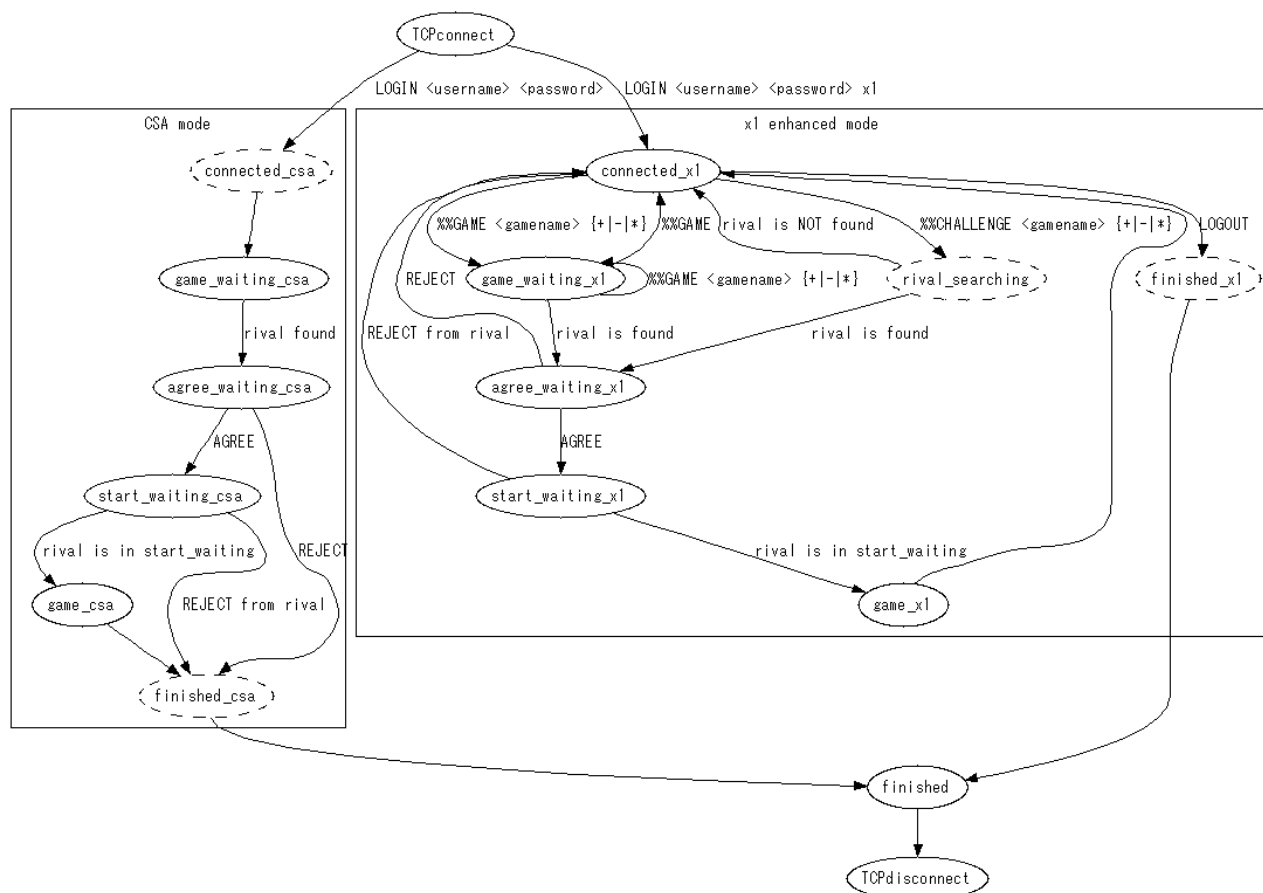 TCPconnect
LOGIN <username> <password>
LOGIN <username> <password> x1
CSA mode
x1 enhanced mode
connected_csa
connected_x1
%%GAME <gamename> {+|-|*}
%%GAME
rival is NOT found
%%CHALLENGE <gamename> {+|-|*}
LOGOUT
game_waiting_csa
REJECT
game_waiting_x1
%%GAME <gamename> {+|-|*}
rival_searching
finished_x1
rival found
REJECT from rival
rival is found
rival is found
agree_waiting_csa
agree_waiting_x1
AGREE
AGREE
start_waiting_csa
start_waiting_x1
rival is in start_waiting
REJECT
rival is in start_waiting
game_csa
REJECT from rival
game_x1
finished_csa
finished
TCPdisconnect